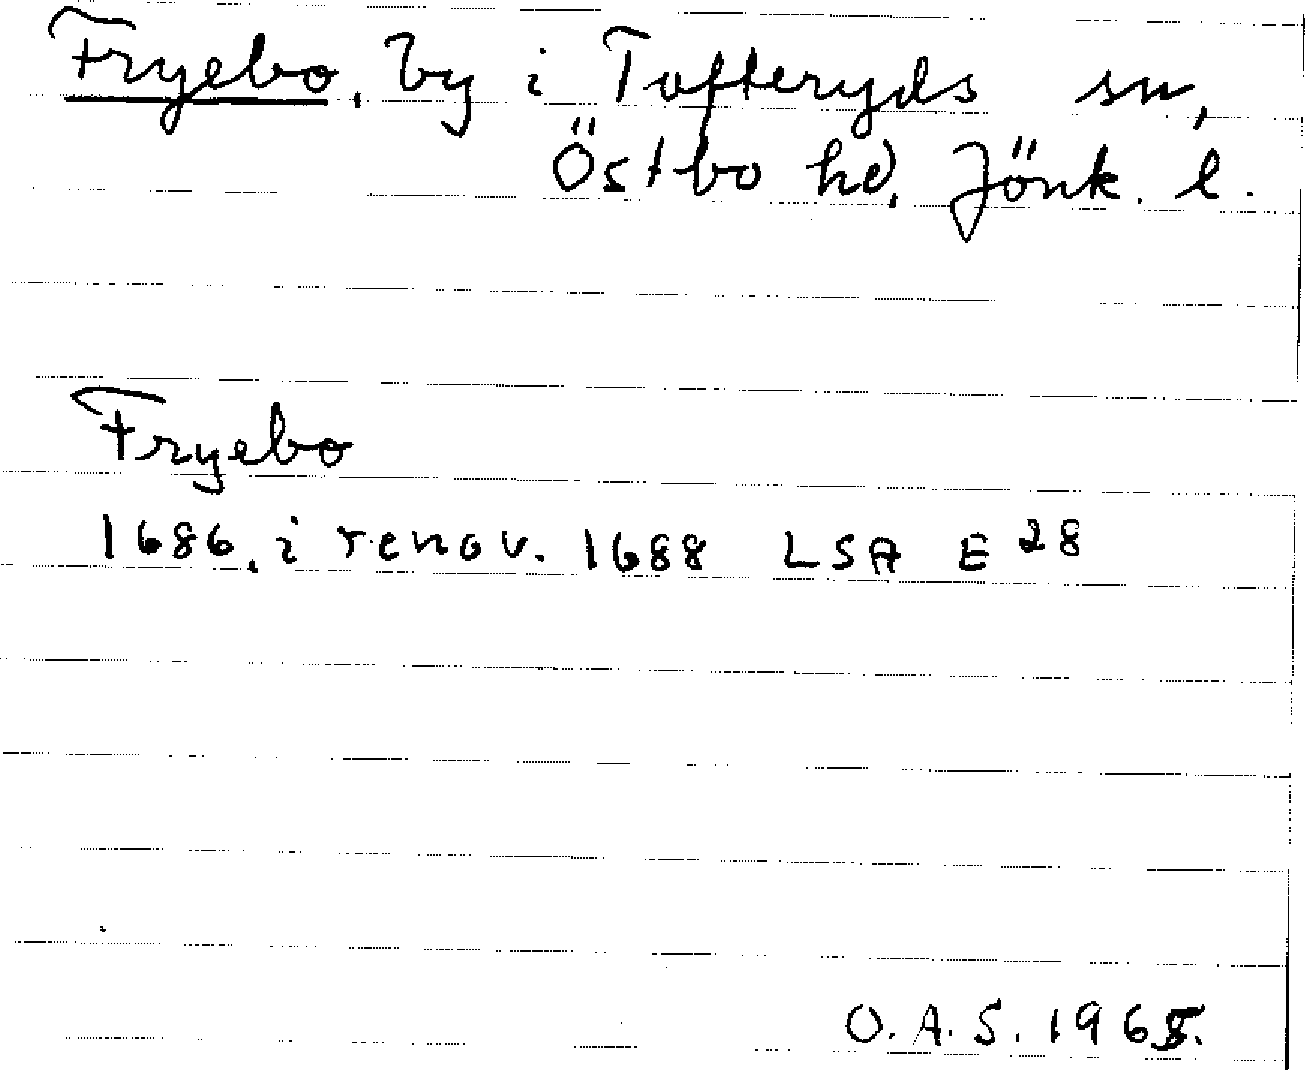 Fryebo, by i Tofteryds sn,
Östbo hd, Jönk. l.
Fryebo
1686, i renov. 1688 LSA E 28
O. A. S. 1965.